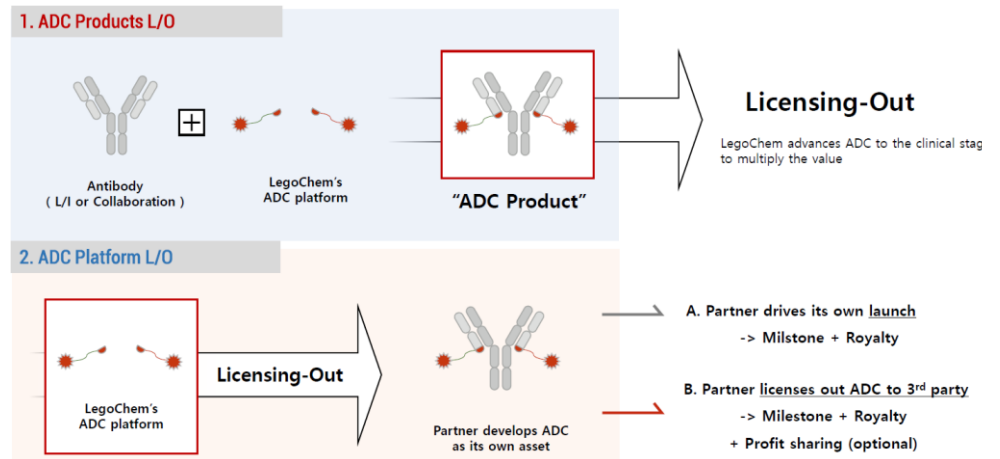 1. ADC Products L/O
Antibody
( L/I or Collaboration )
LegoChem's
ADC platform
"ADC Product"
Licensing-Out
LegoChem advances ADC to the clinical stag
to multiply the value
2. ADC Platform L/O
LegoChem's
ADC platform
Licensing-Out
Partner develops ADC
as its own asset
A. Partner drives its own launch
-> Milstone + Royalty
B. Partner licenses out ADC to 3rd party
-> Milestone + Royalty
+ Profit sharing (optional)